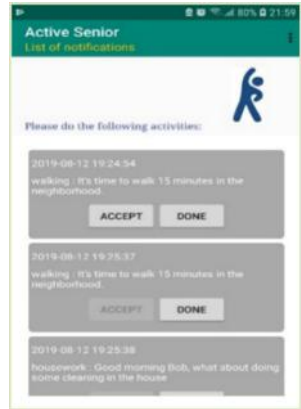 80% 21:59
Active Senior
List of notifications
Please do the following activities:
2019-08-12 19:24:54
walking : It's time to walk 15 minutes in the
neighborhood.
ACCEPT DONE
2019-08-12 19:25:37
walking : It's time to walk 15 minutes in the
neighborhood.
ACCEPT DONE
2019-08-12 19:25:38
housework : Good morning Bob, what about doing
some cleaning in the house